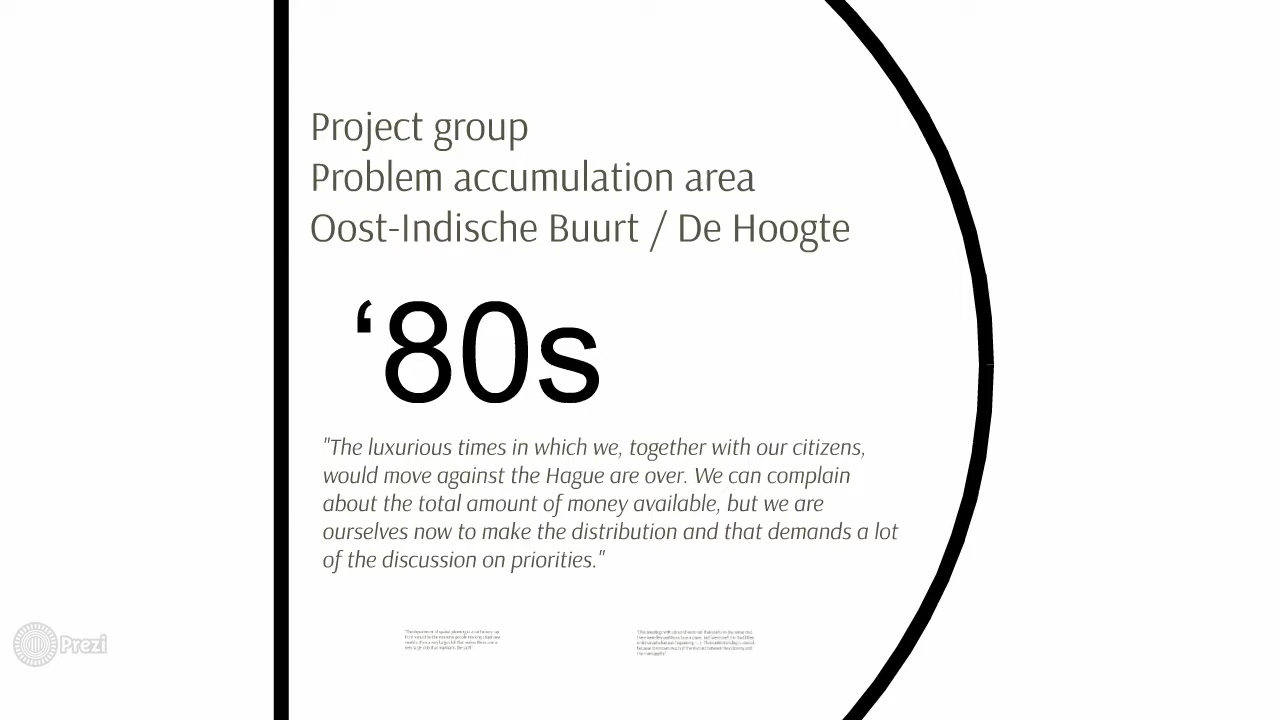 Project group
Problem accumulation area
Oost-Indische Buurt / De Hoogte
‘80s
"The luxurious times in which we, together with our citizens,
would move against the Hague are over. We can complain
about the total amount of money available, but we are
ourselves now to make the distribution and that demands a lot
of the discussion on priorities."
Prezi